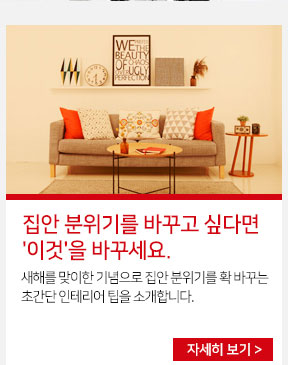 WE
MEET THE
BEAUTY
OF CHAOS
UGLY
PERFECTION
집안 분위기를 바꾸고 싶다면
'이것'을 바꾸세요.
새해를 맞이한 기념으로 집안 분위기를 확 바꾸는
초간단 인테리어 팁을 소개합니다.
자세히 보기 >